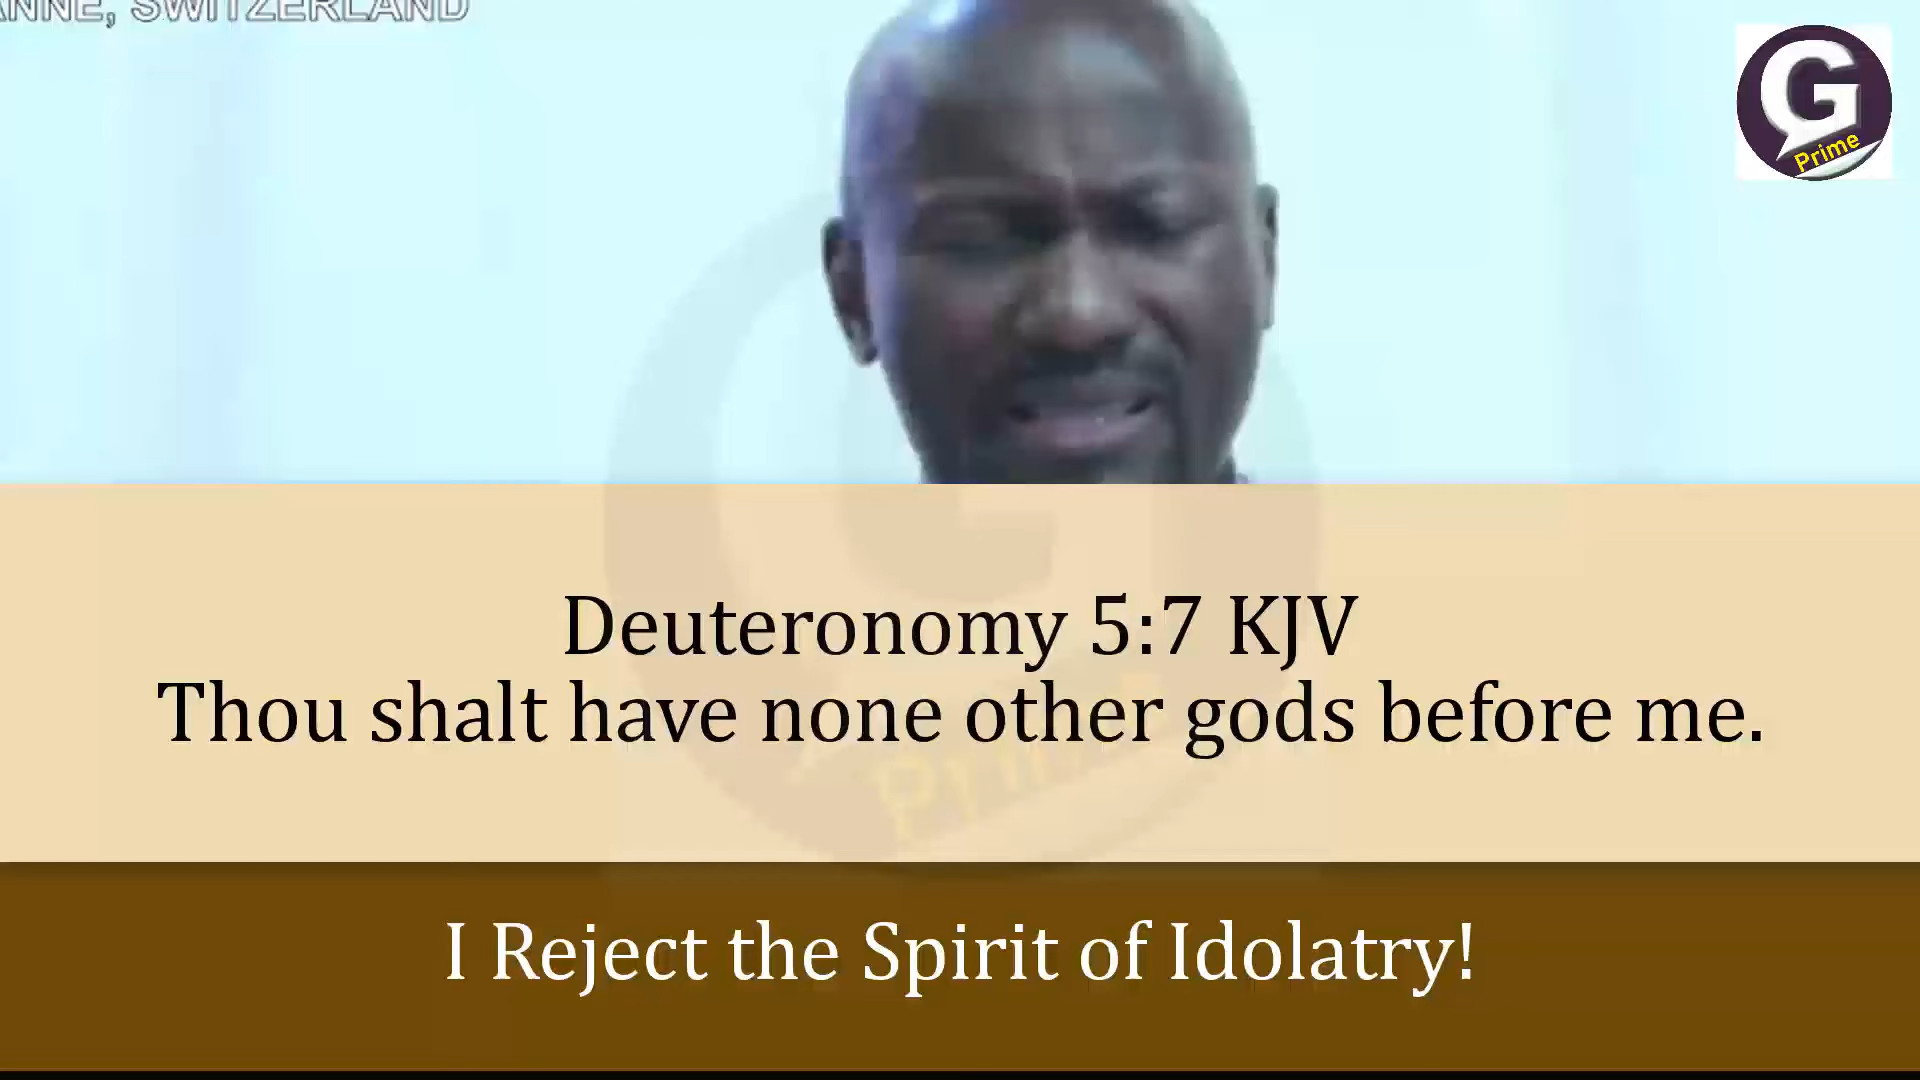 ANNE, SWITZERLAND
G
Prime
Deuteronomy 5:7 KJV
Thou shalt have none other gods before me.
Prime
I Reject the Spirit of Idolatry!